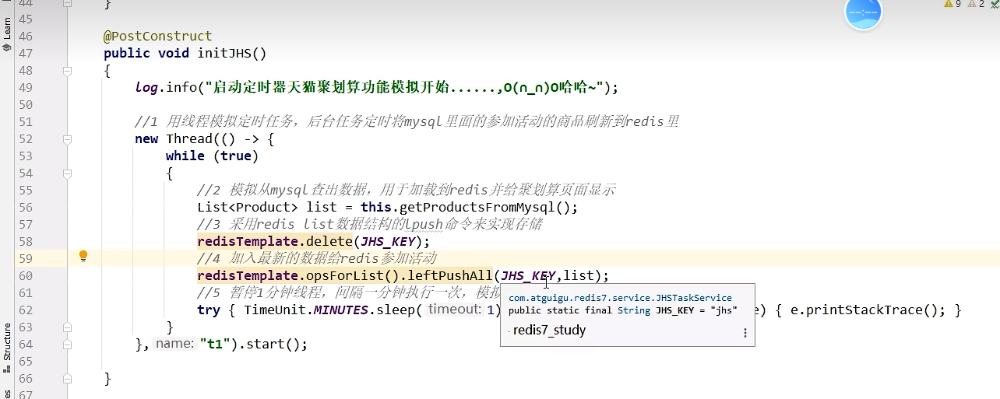 44 }
45
46 @PostConstruct
47 public void initJHS()
48 {
49 log.info("启动定时器天猫聚划算功能模拟开始......,O(∩_∩)O哈哈~");
50
51 //1 用线程模拟定时任务，后台任务定时将mysql里面的参加活动的商品刷新到redis里
52 new Thread(() -> {
53 while (true)
54 {
55 //2 模拟从mysql查出数据，用于加载到redis并给聚划算页面显示
56 List<Product> list = this.getProductsFromMysql();
57 //3 采用redis list数据结构的lpush命令来实现存储
58 redisTemplate.delete(JHS_KEY);
59 //4 加入最新的数据给redis参加活动
60 redisTemplate.opsForList().leftPushAll(JHS_KEY,list);
61 //5 暂停1分钟线程，间隔一分钟执行一次，模拟
62 try { TimeUnit.MINUTES.sleep( timeout: 1) e) { e.printStackTrace(); }
63 }
64 }, name: "t1").start();
65
66 }
67
com.atguigu.redis7.service.JHSTaskService
public static final String JHS_KEY = "jhs"
redis7_study
9 2
Learn
Structure
es